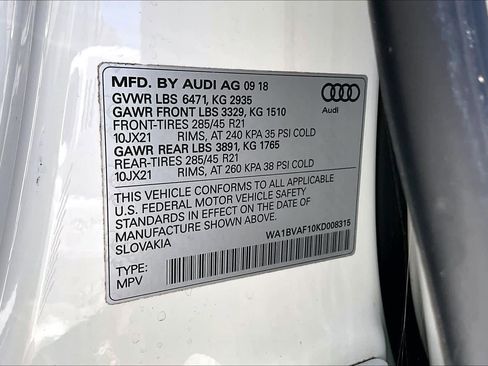 MFD. BY AUDI AG 09 18
GVWR LBS 6471, KG 2935
GAWR FRONT LBS 3329, KG 1510
FRONT-TIRES 285/45 R21
10JX21 RIMS, AT 240 KPA 35 PSI COLD
GAWR REAR LBS 3891, KG 1765
REAR-TIRES 285/45 R21
10JX21 RIMS, AT 260 KPA 38 PSI COLD
Audi
THIS VEHICLE CONFORMS TO ALL APPLICABLE
U.S. FEDERAL MOTOR VEHICLE SAFETY
STANDARDS IN EFFECT ON THE DATE OF
MANUFACTURE SHOWN ABOVE.
SLOVAKIA
WA1BVAF10KD008315
TYPE:
MPV